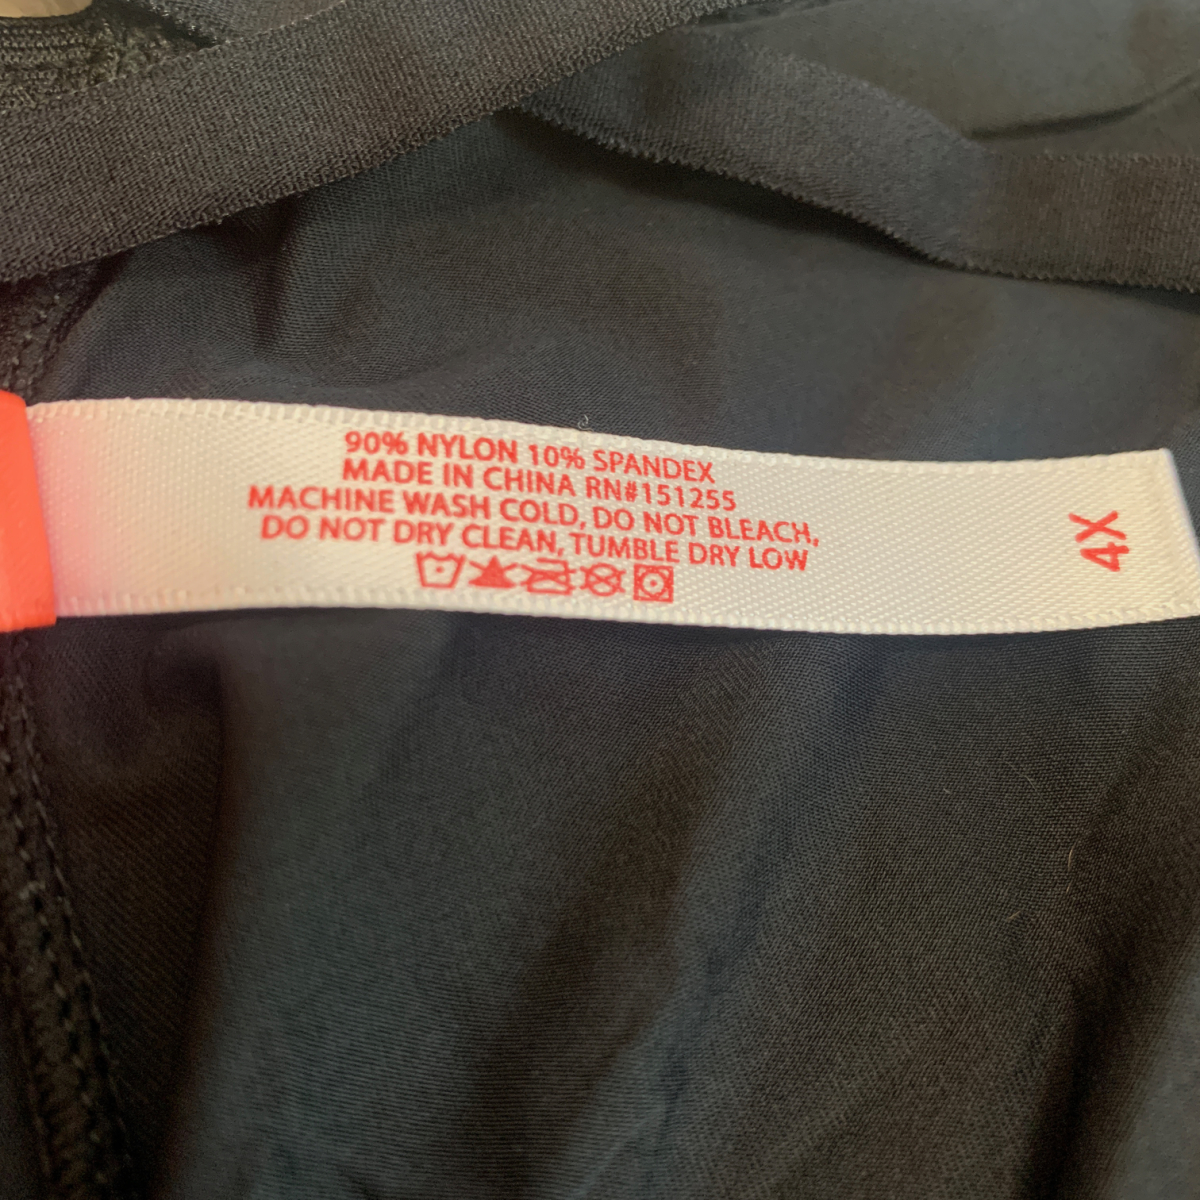 90% NYLON 10% SPANDEX
MADE IN CHINA RN#151255
MACHINE WASH COLD, DO NOT BLEACH,
DO NOT DRY CLEAN, TUMBLE DRY LOW
4X